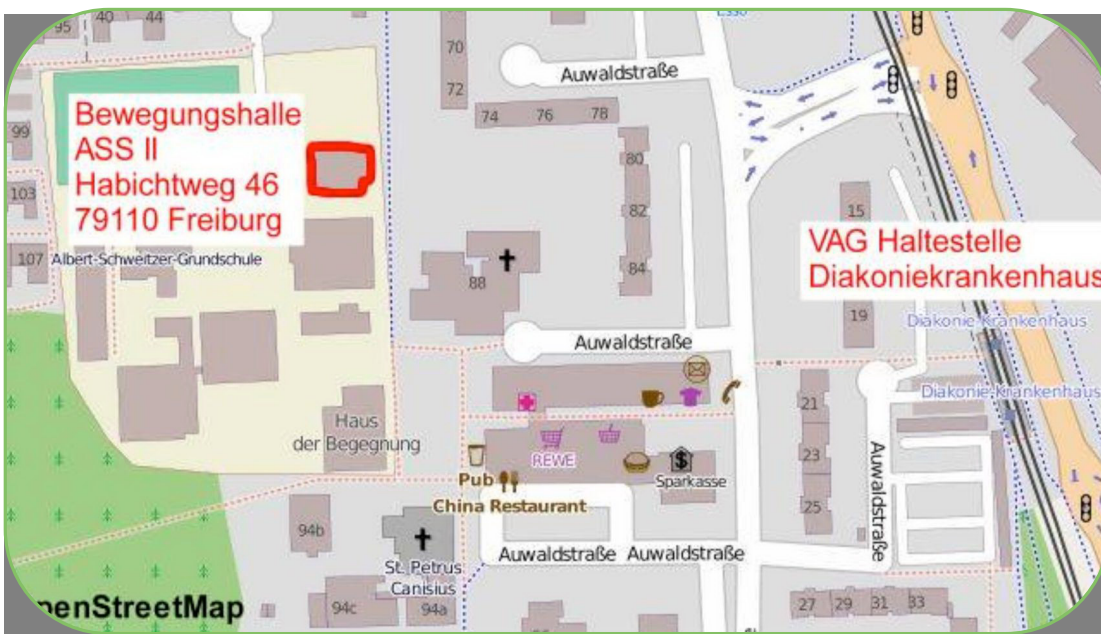 95
40
44
Esso
70
72
Auwaldstraße
74
76
78
Bewegungshalle
ASS II
Habichtweg 46
79110 Freiburg
99
103
107
Albert-Schweitzer-Grundschule
80
82
84
88
15
VAG Haltestelle
Diakoniekrankenhaus
19
Diakonie-Krankenhaus
Auwaldstraße
Diakonie-Krankenhaus
21
23
25
Haus
der Begegnung
REWE
Pub
China Restaurant
$
Sparkasse
Auwaldstraße
94b
St. Petrus
Canisius
Auwaldstraße
Auwaldstraße
94c
94a
27
29
31
33
penStreetMap